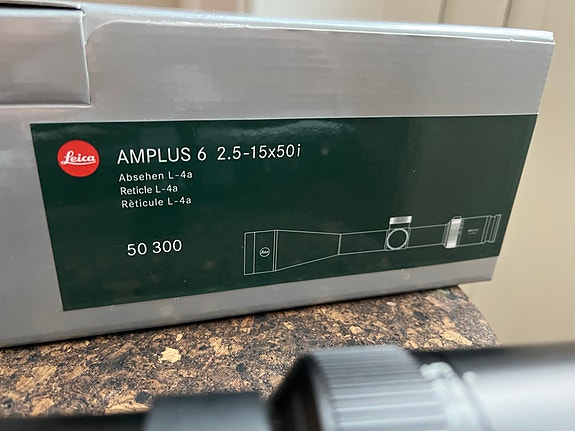 Leica
AMPLUS 6 2.5-15x50i
Absehen L-4a
Reticle L-4a
Rèticule L-4a
50 300